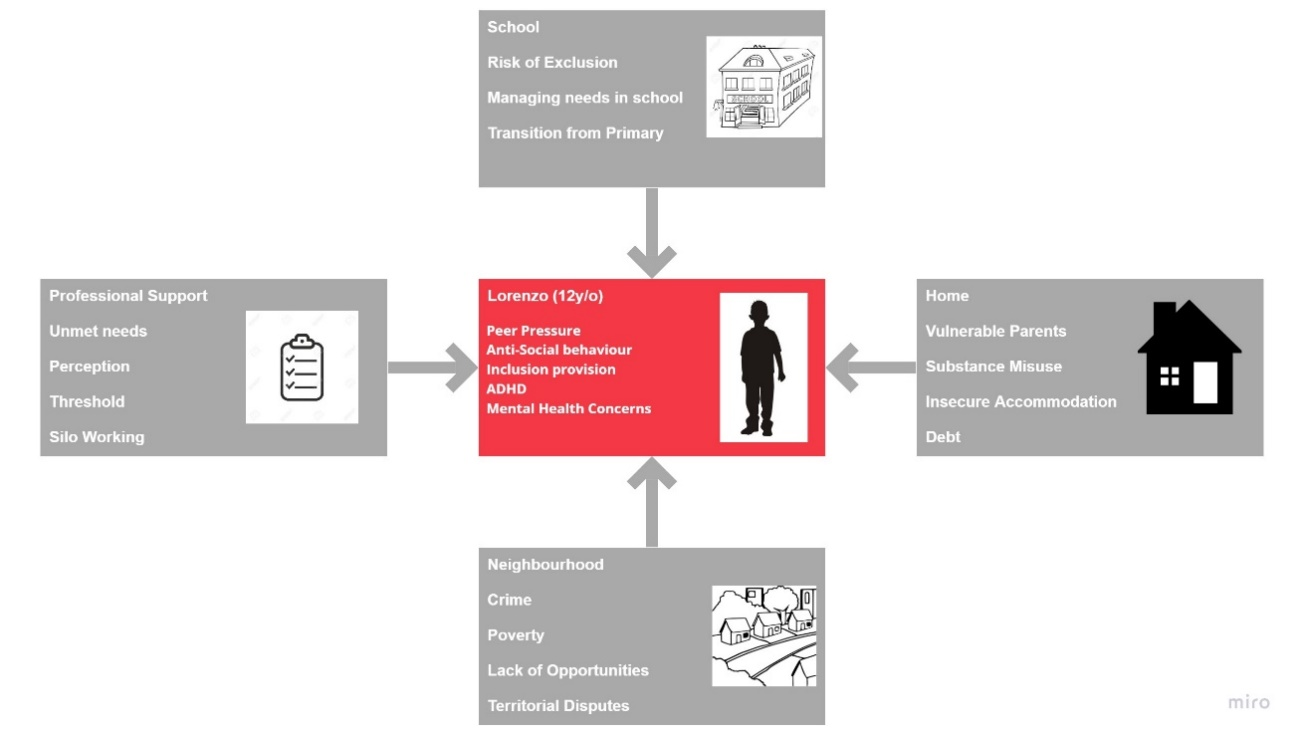 School
Risk of Exclusion
Managing needs in school
Transition from Primary
SCHOOL
Professional Support
Unmet needs
Perception
Threshold
Silo Working
Lorenzo (12y/o)
Peer Pressure
Anti-Social behaviour
Inclusion provision
ADHD
Mental Health Concerns
Home
Vulnerable Parents
Substance Misuse
Insecure Accommodation
Debt
Neighbourhood
Crime
Poverty
Lack of Opportunities
Territorial Disputes
miro